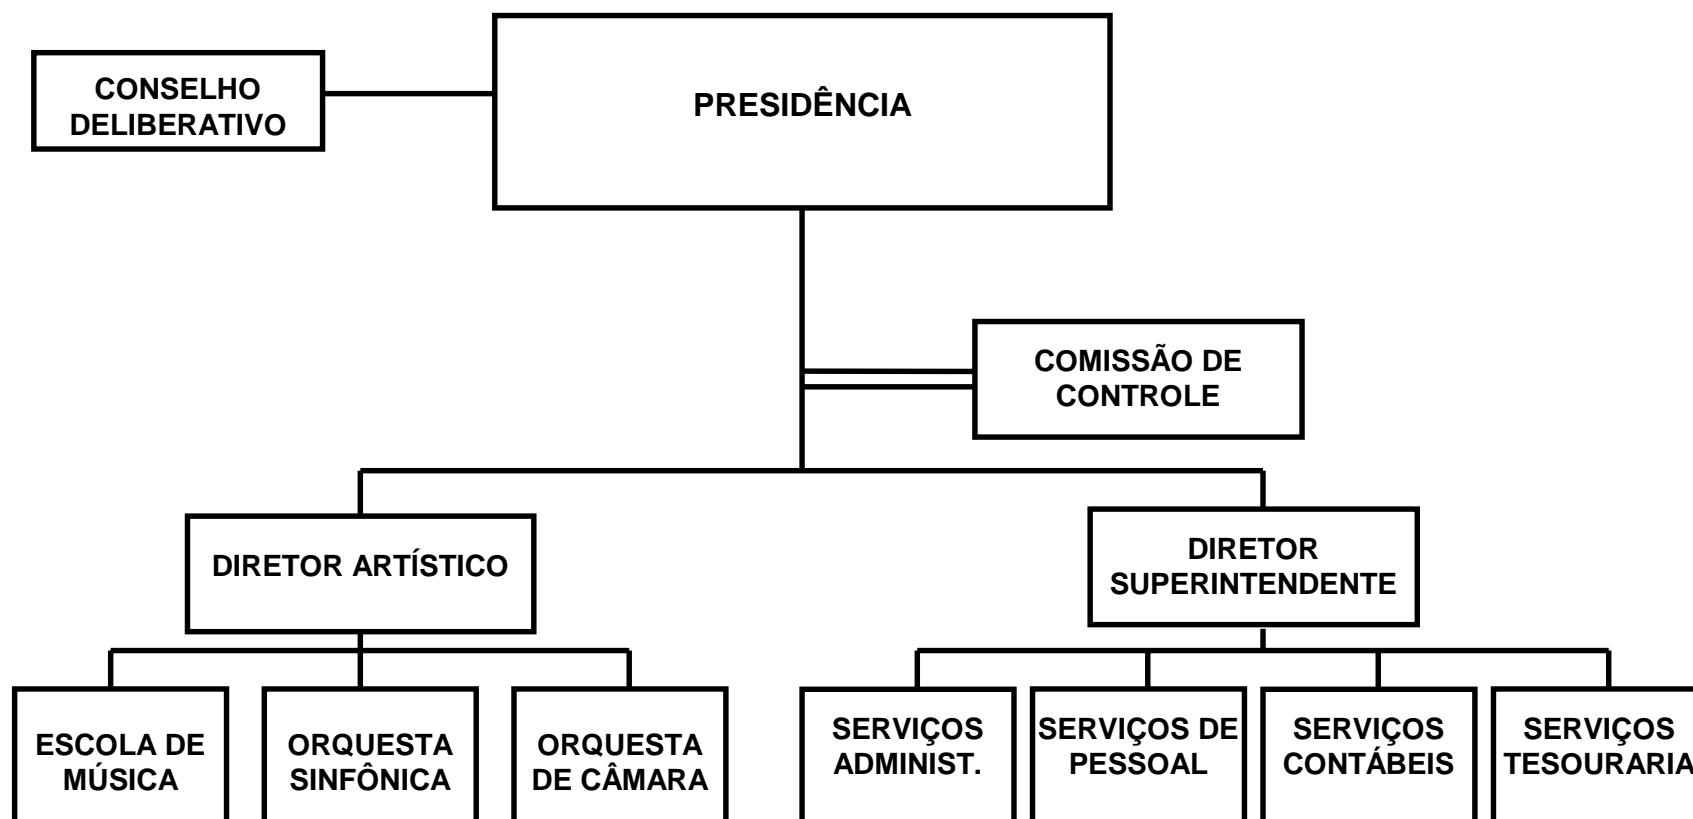 CONSELHO
DELIBERATIVO
PRESIDÊNCIA
COMISSÃO DE
CONTROLE
DIRETOR ARTÍSTICO
DIRETOR
SUPERINTENDENTE
ESCOLA DE
MÚSICA
ORQUESTA
SINFÔNICA
ORQUESTA
DE CÂMARA
SERVIÇOS
ADMINIST.
SERVIÇOS DE
PESSOAL
SERVIÇOS
CONTÁBEIS
SERVIÇOS
TESOURARIA